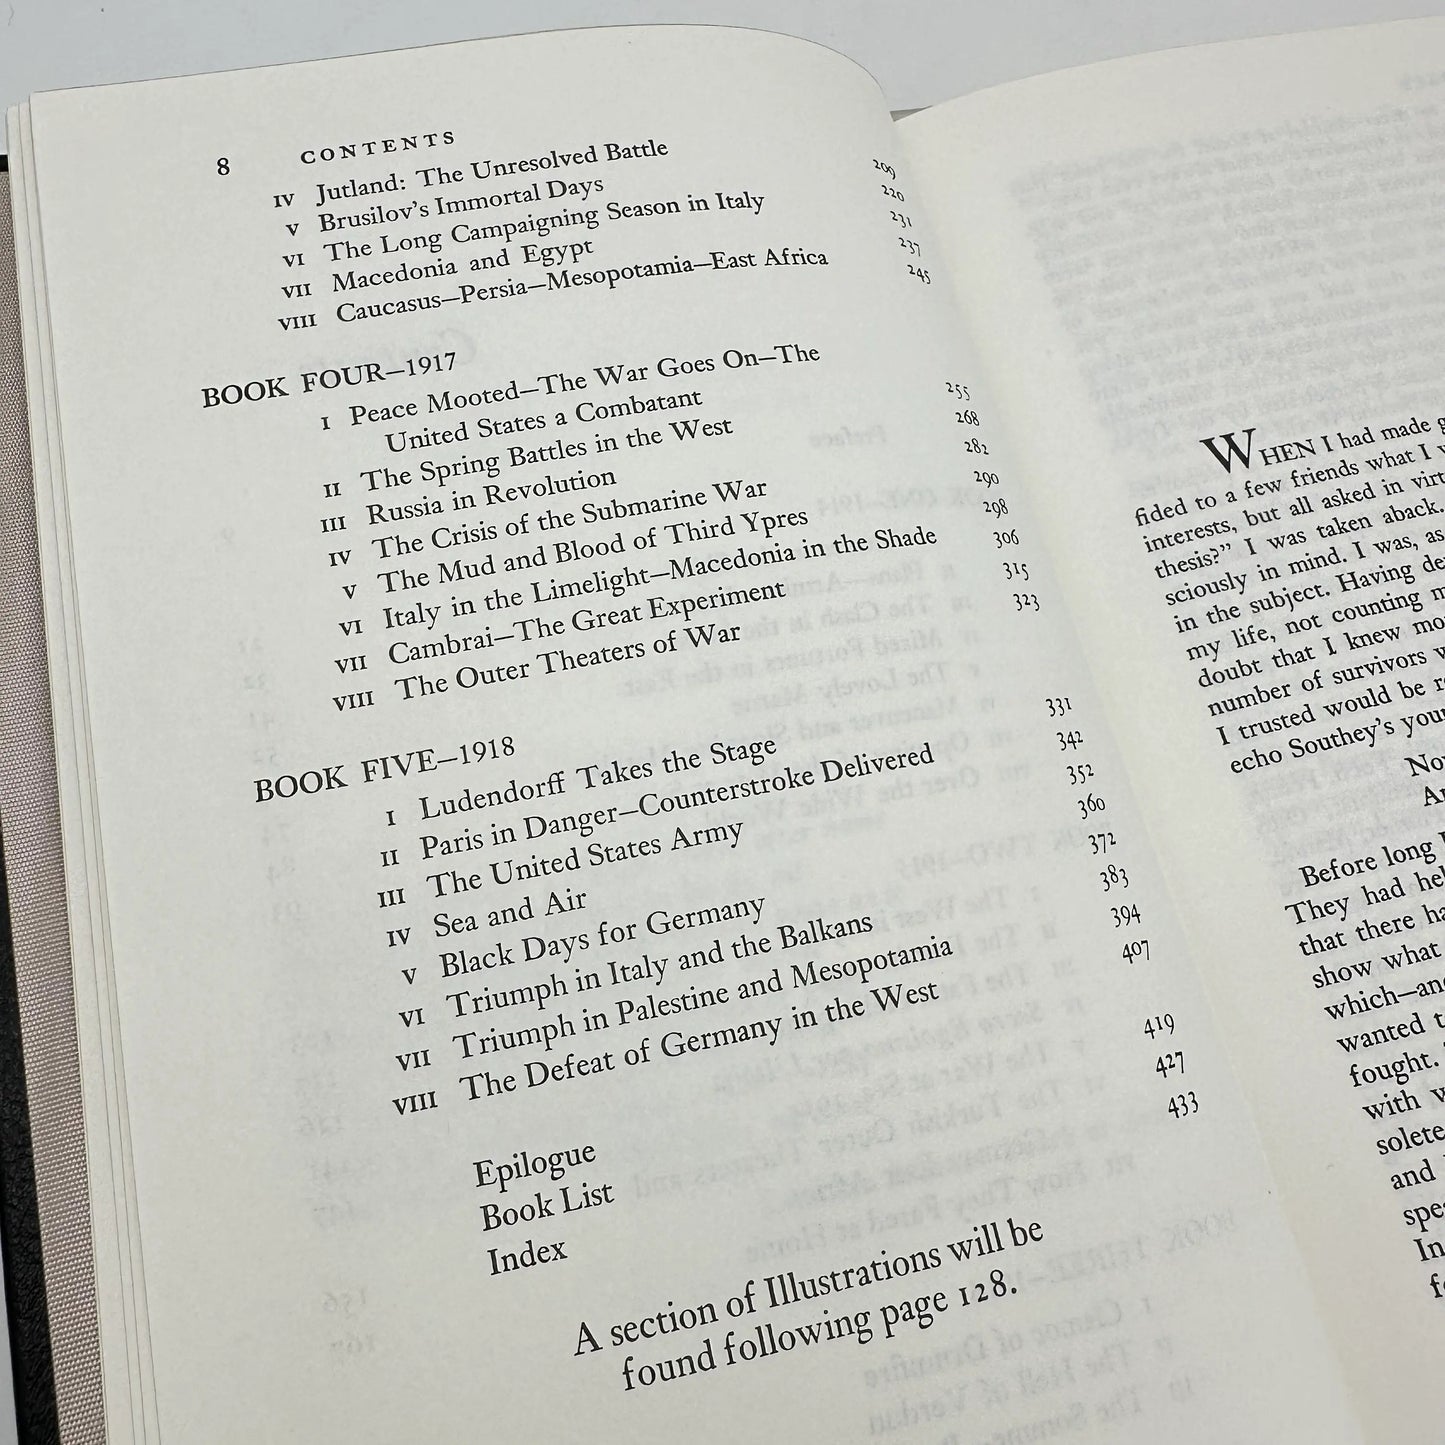 8 CONTENTS
IV Jutland: The Unresolved Battle 209
V Brusilov's Immortal Days 220
VI The Long Campaigning Season in Italy 231
VII Macedonia and Egypt 237
VIII Caucasus—Persia—Mesopotamia—East Africa 245
BOOK FOUR—1917
I Peace Mooted—The War Goes On—The
United States a Combatant 255
II The Spring Battles in the West 268
III Russia in Revolution 282
IV The Crisis of the Submarine War 290
V The Mud and Blood of Third Ypres 298
VI Italy in the Limelight—Macedonia in the Shade 306
VII Cambrai—The Great Experiment 315
VIII The Outer Theaters of War 323
BOOK FIVE—1918
I Ludendorff Takes the Stage 331
II Paris in Danger—Counterstroke Delivered 342
III The United States Army 352
IV Sea and Air 360
V Black Days for Germany 372
VI Triumph in Italy and the Balkans 383
VII Triumph in Palestine and Mesopotamia 394
VIII The Defeat of Germany in the West 407
Epilogue 419
Book List 427
Index 433
A section of Illustrations will be
found following page 128.
WHEN I had made
fided to a few friends what I
interests, but all asked in
thesis?" I was taken aback.
sciously in mind. I was, as
in the subject. Having
my life, not counting
doubt that I knew
number of survivors
I trusted would be
echo Southey's
Before long
They had
that there
show what
which—
wanted
fought.
with
and